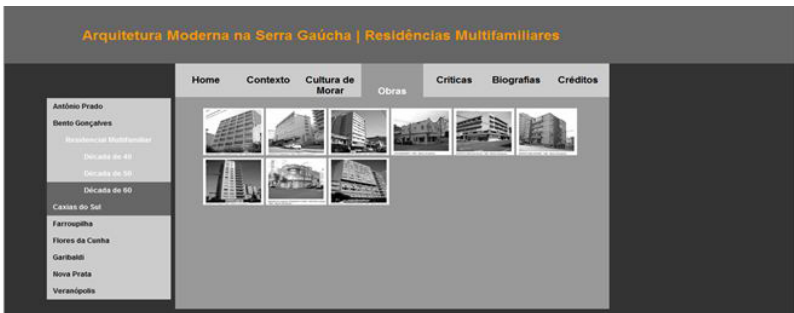 Arquitetura Moderna na Serra Gaúcha | Residências Multifamiliares
Home Contexto Cultura de Morar Obras Críticas Biografias Créditos
Antônio Prado
Bento Gonçalves
Residencial Multifamiliar
Década de 40
Década de 50
Década de 60
Caxias do Sul
Farroupilha
Flores da Cunha
Garibaldi
Nova Prata
Veranópolis